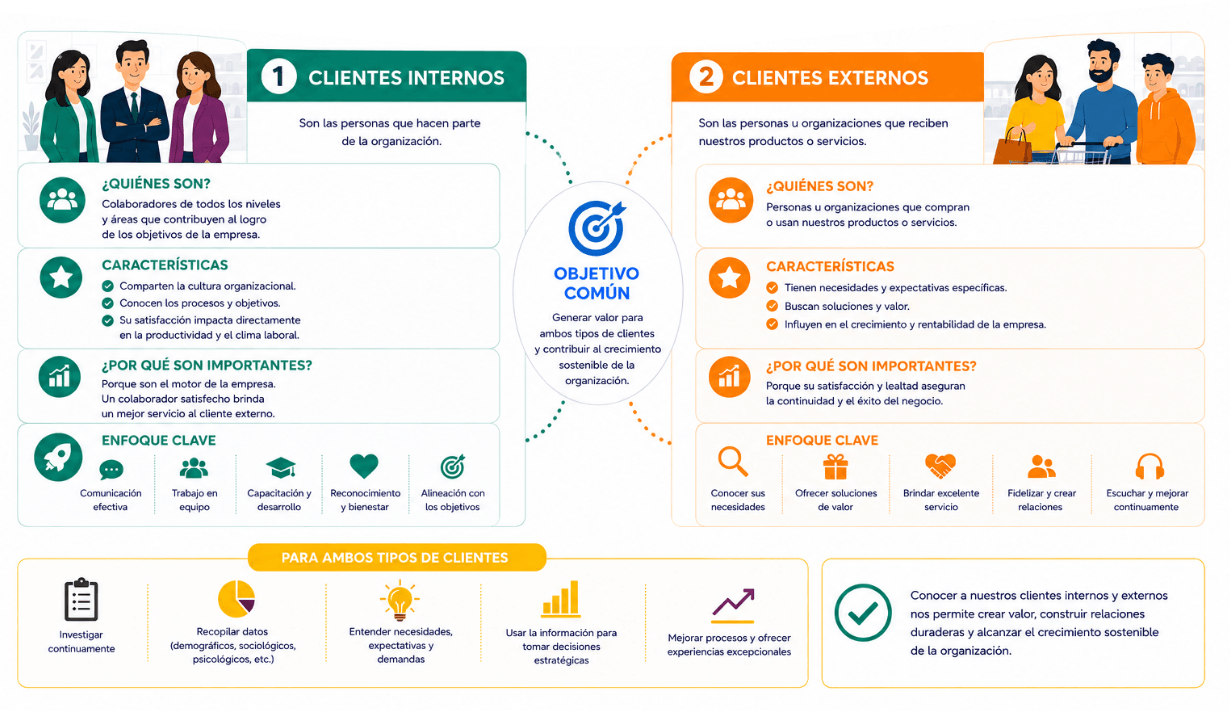 1
CLIENTES INTERNOS
Son las personas que hacen parte
de la organización.
¿QUIÉNES SON?
Colaboradores de todos los niveles
y áreas que contribuyen al logro
de los objetivos de la empresa.
CARACTERÍSTICAS
Comparten la cultura organizacional.
Conocen los procesos y objetivos.
Su satisfacción impacta directamente
en la productividad y el clima laboral.
¿POR QUÉ SON IMPORTANTES?
Porque son el motor de la empresa.
Un colaborador satisfecho brinda
un mejor servicio al cliente externo.
ENFOQUE CLAVE
Comunicación
efectiva
Trabajo en
equipo
Capacitación y
desarrollo
Reconocimiento
y bienestar
Alineación con
los objetivos
OBJETIVO
COMÚN
Generar valor para
ambos tipos de clientes
y contribuir al crecimiento
sostenible de la
organización.
2
CLIENTES EXTERNOS
Son las personas u organizaciones que reciben
nuestros productos o servicios.
¿QUIÉNES SON?
Personas u organizaciones que compran
o usan nuestros productos o servicios.
CARACTERÍSTICAS
Tienen necesidades y expectativas específicas.
Buscan soluciones y valor.
Influyen en el crecimiento y rentabilidad de la empresa.
¿POR QUÉ SON IMPORTANTES?
Porque su satisfacción y lealtad aseguran
la continuidad y el éxito del negocio.
ENFOQUE CLAVE
Conocer sus
necesidades
Ofrecer soluciones
de valor
Brindar excelente
servicio
Fidelizar y crear
relaciones
Escuchar y mejorar
continuamente
PARA AMBOS TIPOS DE CLIENTES
Investigar
continuamente
Recopilar datos
(demográficos, sociológicos,
psicológicos, etc.)
Entender necesidades,
expectativas y
demandas
Usar la información para
tomar decisiones
estratégicas
Mejorar procesos y ofrecer
experiencias excepcionales
Conocer a nuestros clientes internos y externos
nos permite crear valor, construir relaciones
duraderas y alcanzar el crecimiento sostenible
de la organización.